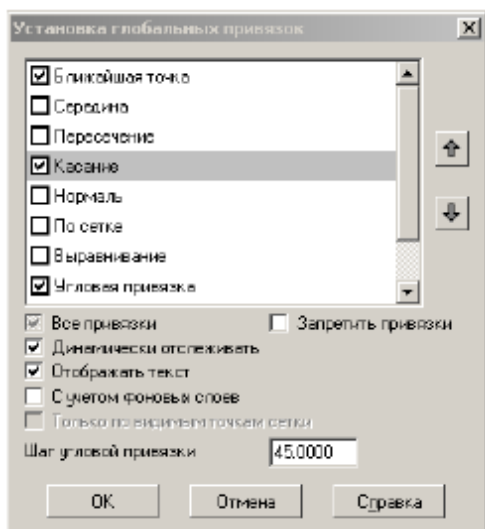 Установка глобальных привязок
Ближайшая точка
Середина
Пересечение
Касание
Нормаль
По сетке
Выравнивание
Угловая привязка
Все привязки Запретить привязки
Динамически отслеживать
Отображать текст
С учетом фоновых слоев
Только по видимым точкам сетки
Шаг угловой привязки 45.0000
OK Отмена Справка